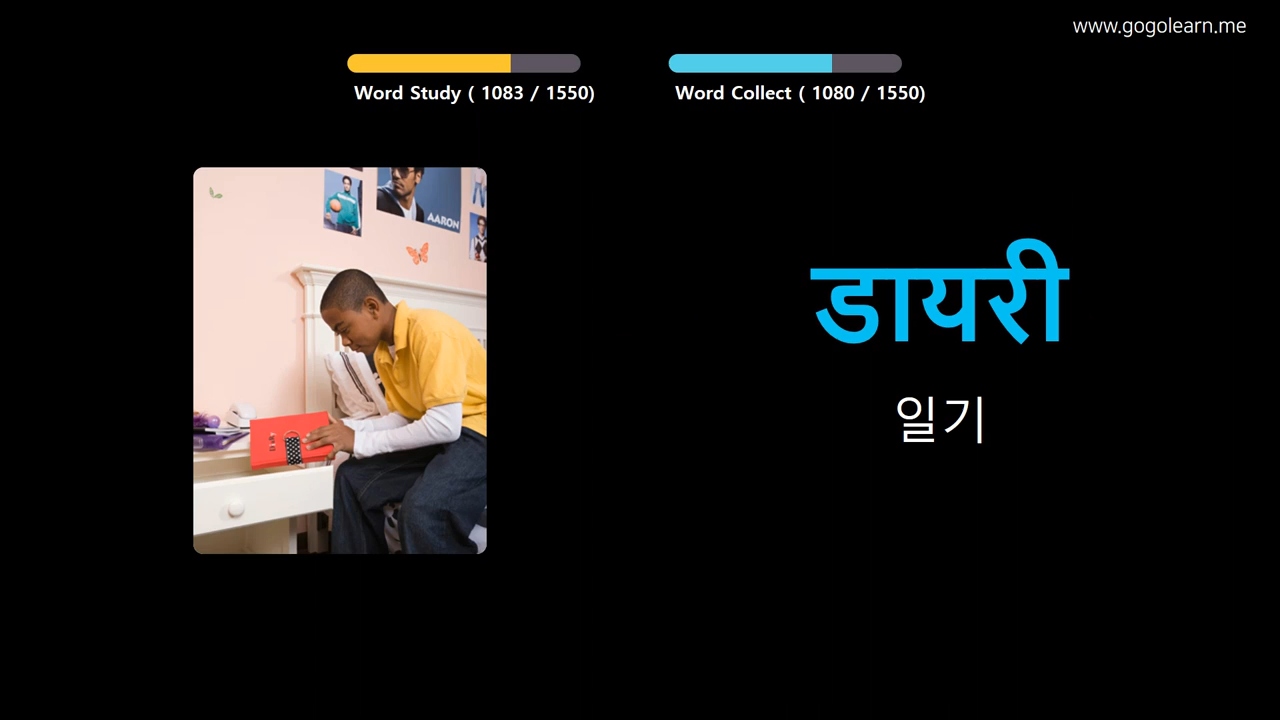 www.gogolearn.me
Word Study ( 1083 / 1550)
Word Collect ( 1080 / 1550)
AARON
डायरी
일기